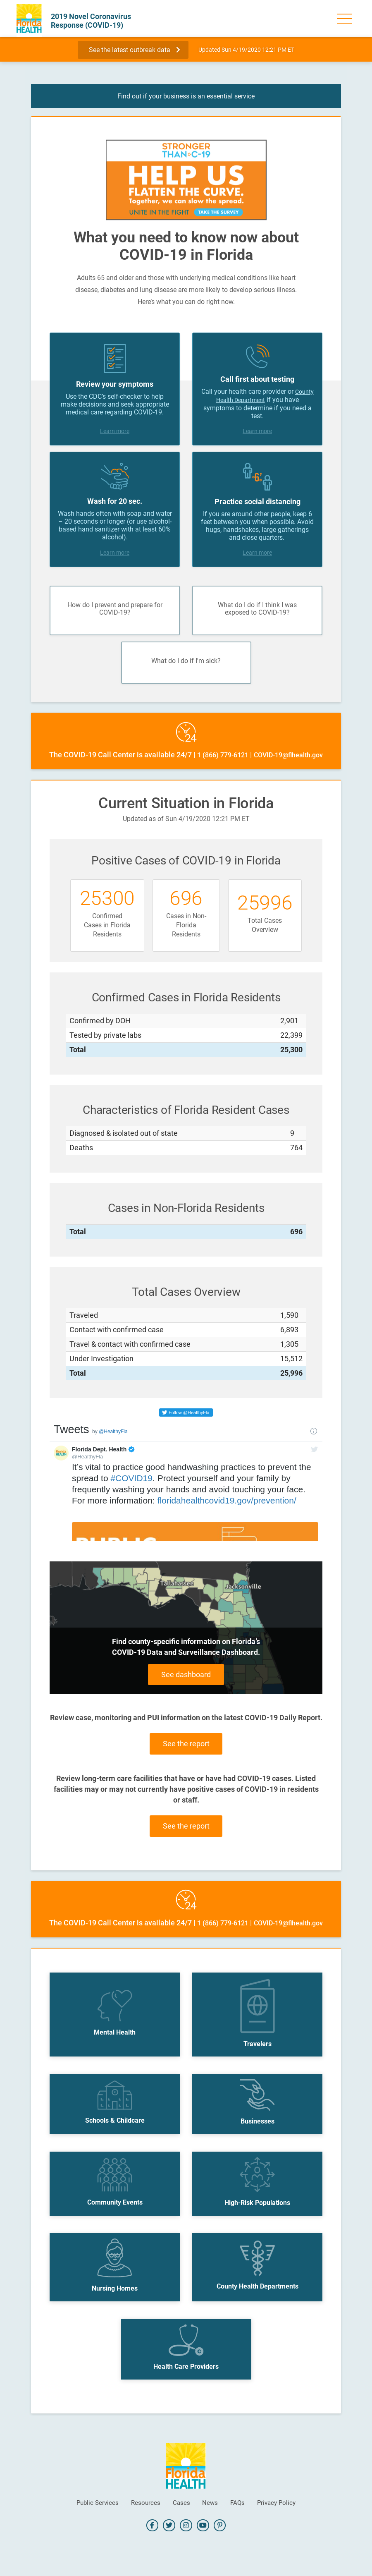 Florida
HEALTH
2019 Novel Coronavirus
Response (COVID-19)
See the latest outbreak data
Updated Sun 4/19/2020 12:21 PM ET
Find out if your business is an essential service
STRONGER
THAN C-19
HELP US
FLATTEN THE CURVE.
Together, we can slow the spread.
UNITE IN THE FIGHT TAKE THE SURVEY
What you need to know now about
COVID-19 in Florida
Adults 65 and older and those with underlying medical conditions like heart
disease, diabetes and lung disease are more likely to develop serious illness.
Here's what you can do right now.
Review your symptoms
Use the CDC's self-checker to help
make decisions and seek appropriate
medical care regarding COVID-19.
Learn more
Call first about testing
Call your health care provider or County
Health Department if you have
symptoms to determine if you need a
test.
Learn more
Wash for 20 sec.
Wash hands often with soap and water
– 20 seconds or longer (or use alcohol-
based hand sanitizer with at least 60%
alcohol).
Learn more
6'
Practice social distancing
If you are around other people, keep 6
feet between you when possible. Avoid
hugs, handshakes, large gatherings
and close quarters.
Learn more
How do I prevent and prepare for
COVID-19?
What do I do if I think I was
exposed to COVID-19?
What do I do if I'm sick?
24
The COVID-19 Call Center is available 24/7 | 1 (866) 779-6121 | COVID-19@flhealth.gov
Current Situation in Florida
Updated as of Sun 4/19/2020 12:21 PM ET
Positive Cases of COVID-19 in Florida
25300
Confirmed
Cases in Florida
Residents
696
Cases in Non-
Florida
Residents
25996
Total Cases
Overview
Confirmed Cases in Florida Residents
Confirmed by DOH 2,901
Tested by private labs 22,399
Total 25,300
Characteristics of Florida Resident Cases
Diagnosed & isolated out of state 9
Deaths 764
Cases in Non-Florida Residents
Total 696
Total Cases Overview
Traveled 1,590
Contact with confirmed case 6,893
Travel & contact with confirmed case 1,305
Under Investigation 15,512
Total 25,996
Follow @HealthyFla
Tweets by @HealthyFla
Florida Dept. Health
@HealthyFla
It's vital to practice good handwashing practices to prevent the
spread to #COVID19. Protect yourself and your family by
frequently washing your hands and avoid touching your face.
For more information: floridahealthcovid19.gov/prevention/
PUBLIC
Tallahassee
Jacksonville
Find county-specific information on Florida's
COVID-19 Data and Surveillance Dashboard.
See dashboard
Review case, monitoring and PUI information on the latest COVID-19 Daily Report.
See the report
Review long-term care facilities that have or have had COVID-19 cases. Listed
facilities may or may not currently have positive cases of COVID-19 in residents
or staff.
See the report
24
The COVID-19 Call Center is available 24/7 | 1 (866) 779-6121 | COVID-19@flhealth.gov
Mental Health
Travelers
Schools & Childcare
Businesses
Community Events
High-Risk Populations
Nursing Homes
County Health Departments
Health Care Providers
Florida
HEALTH
Public Services Resources Cases News FAQs Privacy Policy